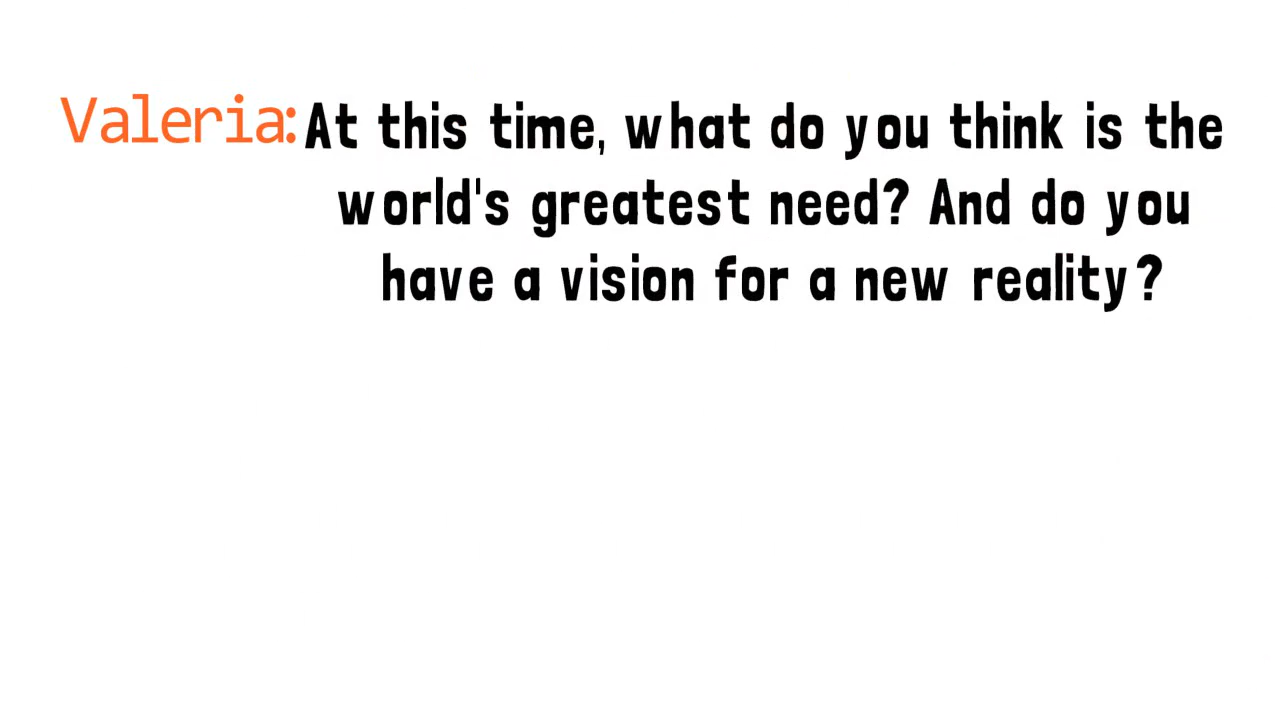 Valeria: At this time, what do you think is the
world's greatest need? And do you
have a vision for a new reality?